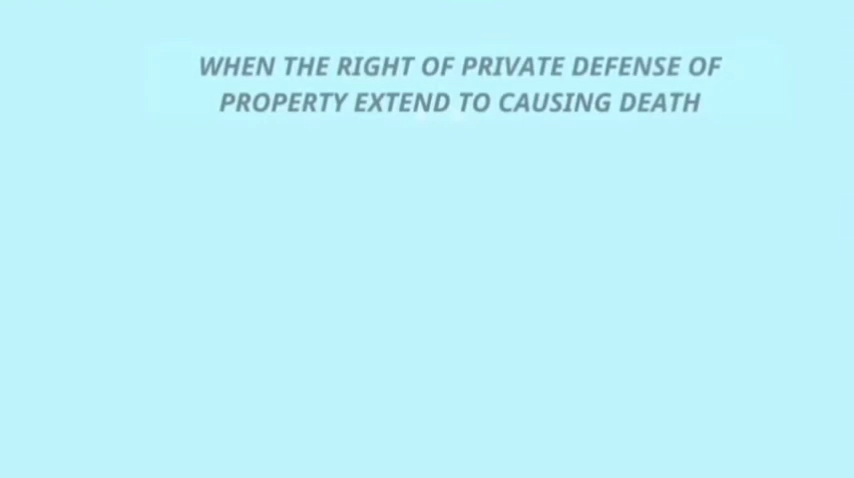 WHEN THE RIGHT OF PRIVATE DEFENSE OF
PROPERTY EXTEND TO CAUSING DEATH